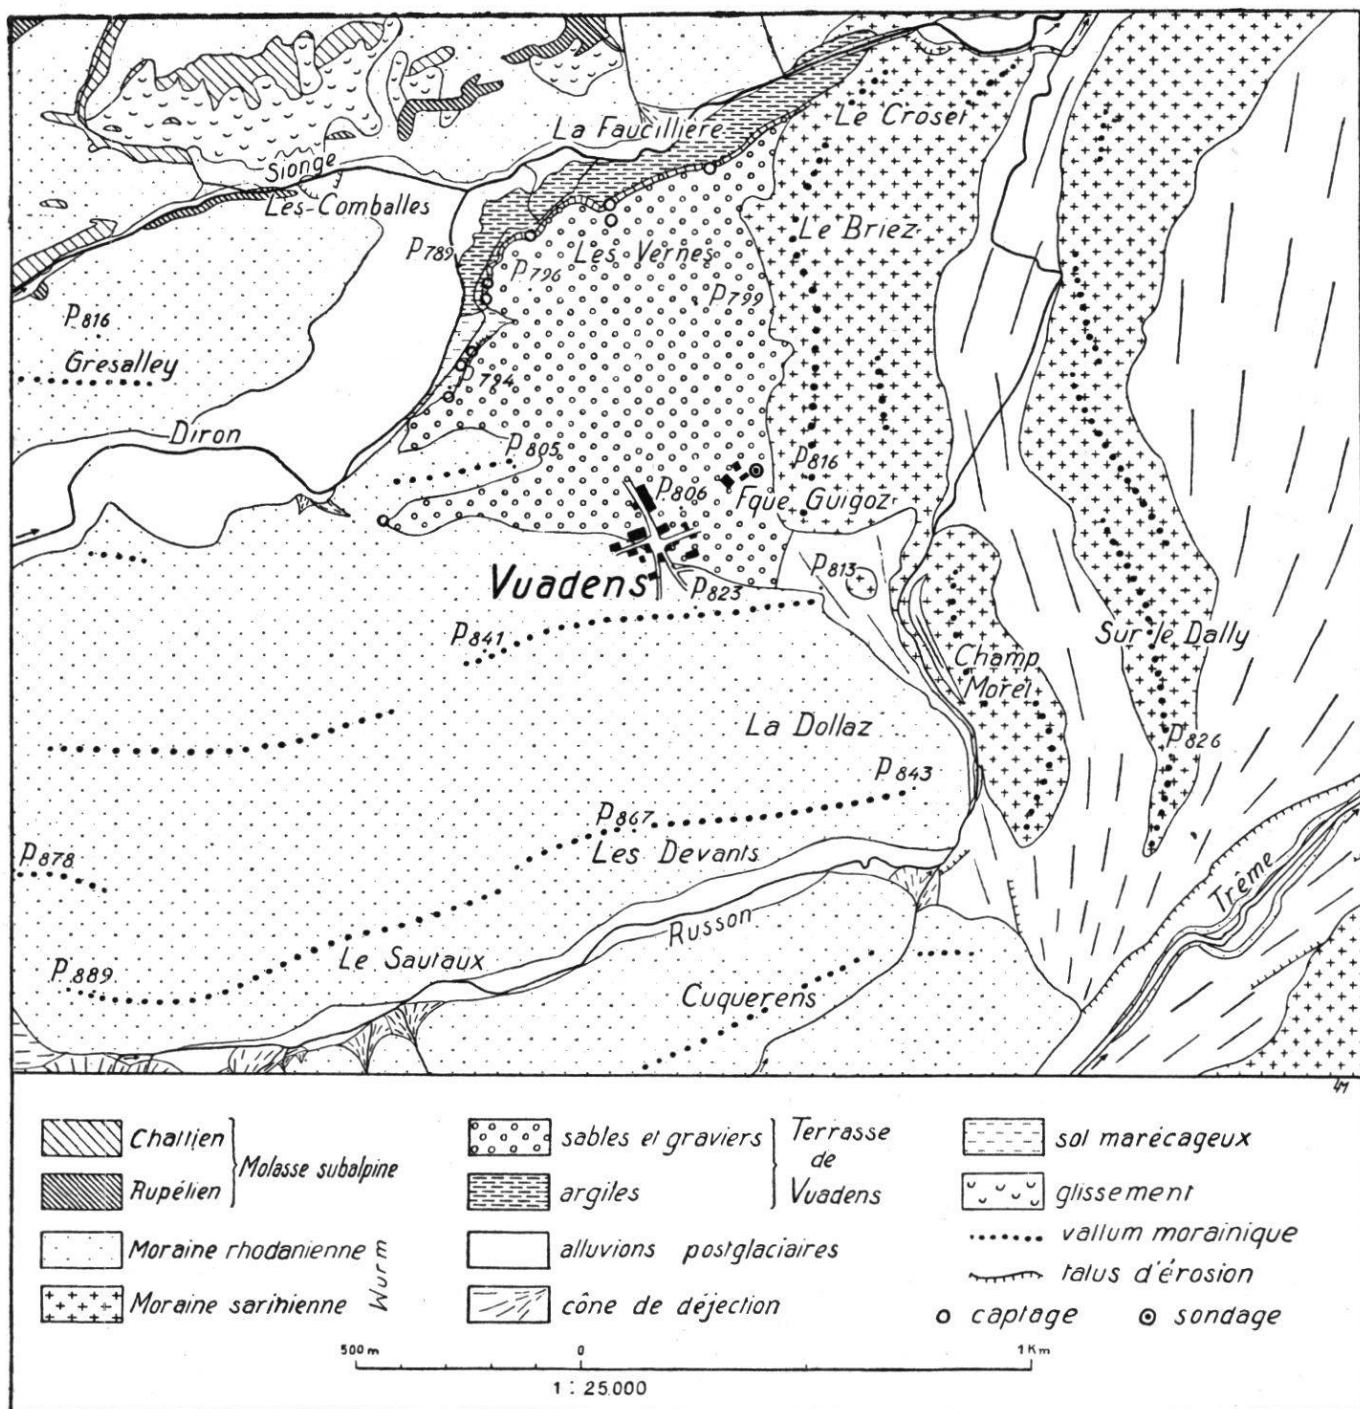 Le Croset
La Faucillière
Sionge
Les-Comballes
Le Briez
P789
P796
Les Vernes
P799
P816
Gresalley
P794
Diron
P805
P806
P816
Fque Guigoz
Vuadens
P813
P823
P841
Sur le Dally
Champ
Morel
La Dollaz
P826
P843
P867
Les Devants
P878
Trême
Russon
Le Sautaux
P889
Cuquerens
Chattien
Rupélien
Molasse subalpine
Moraine rhodanienne
Moraine sarinienne
Wurm
sables et graviers
argiles
Terrasse
de
Vuadens
alluvions postglaciaires
cône de déjection
sol marécageux
glissement
vallum morainique
talus d'érosion
captage
sondage
500 m
0
1 Km
1 : 25.000